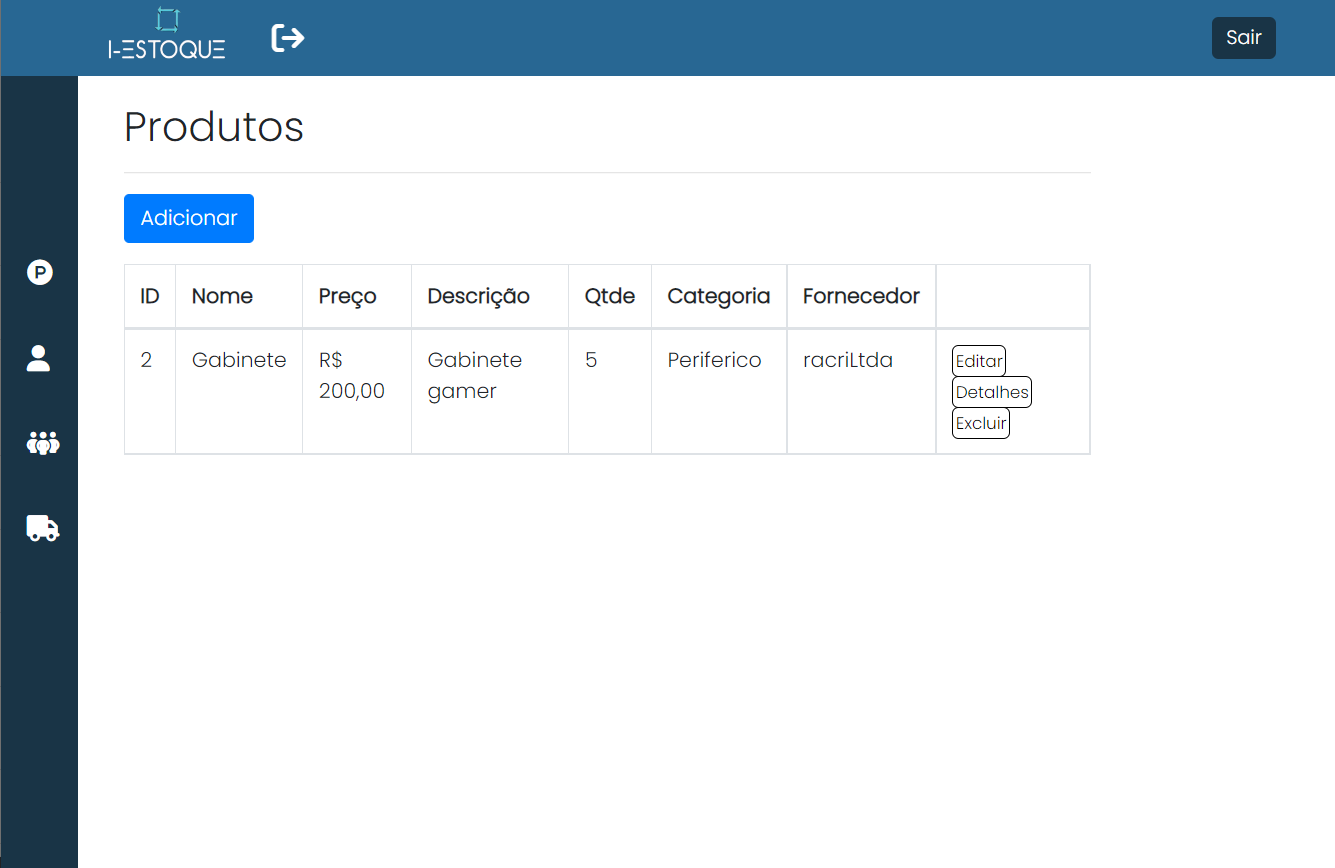 I-ESTOQUE
Sair
Produtos
Adicionar
P
ID Nome Preço Descrição Qtde Categoria Fornecedor
2 Gabinete R$ 200,00 Gabinete gamer 5 Periferico racriLtda
Editar
Detalhes
Excluir